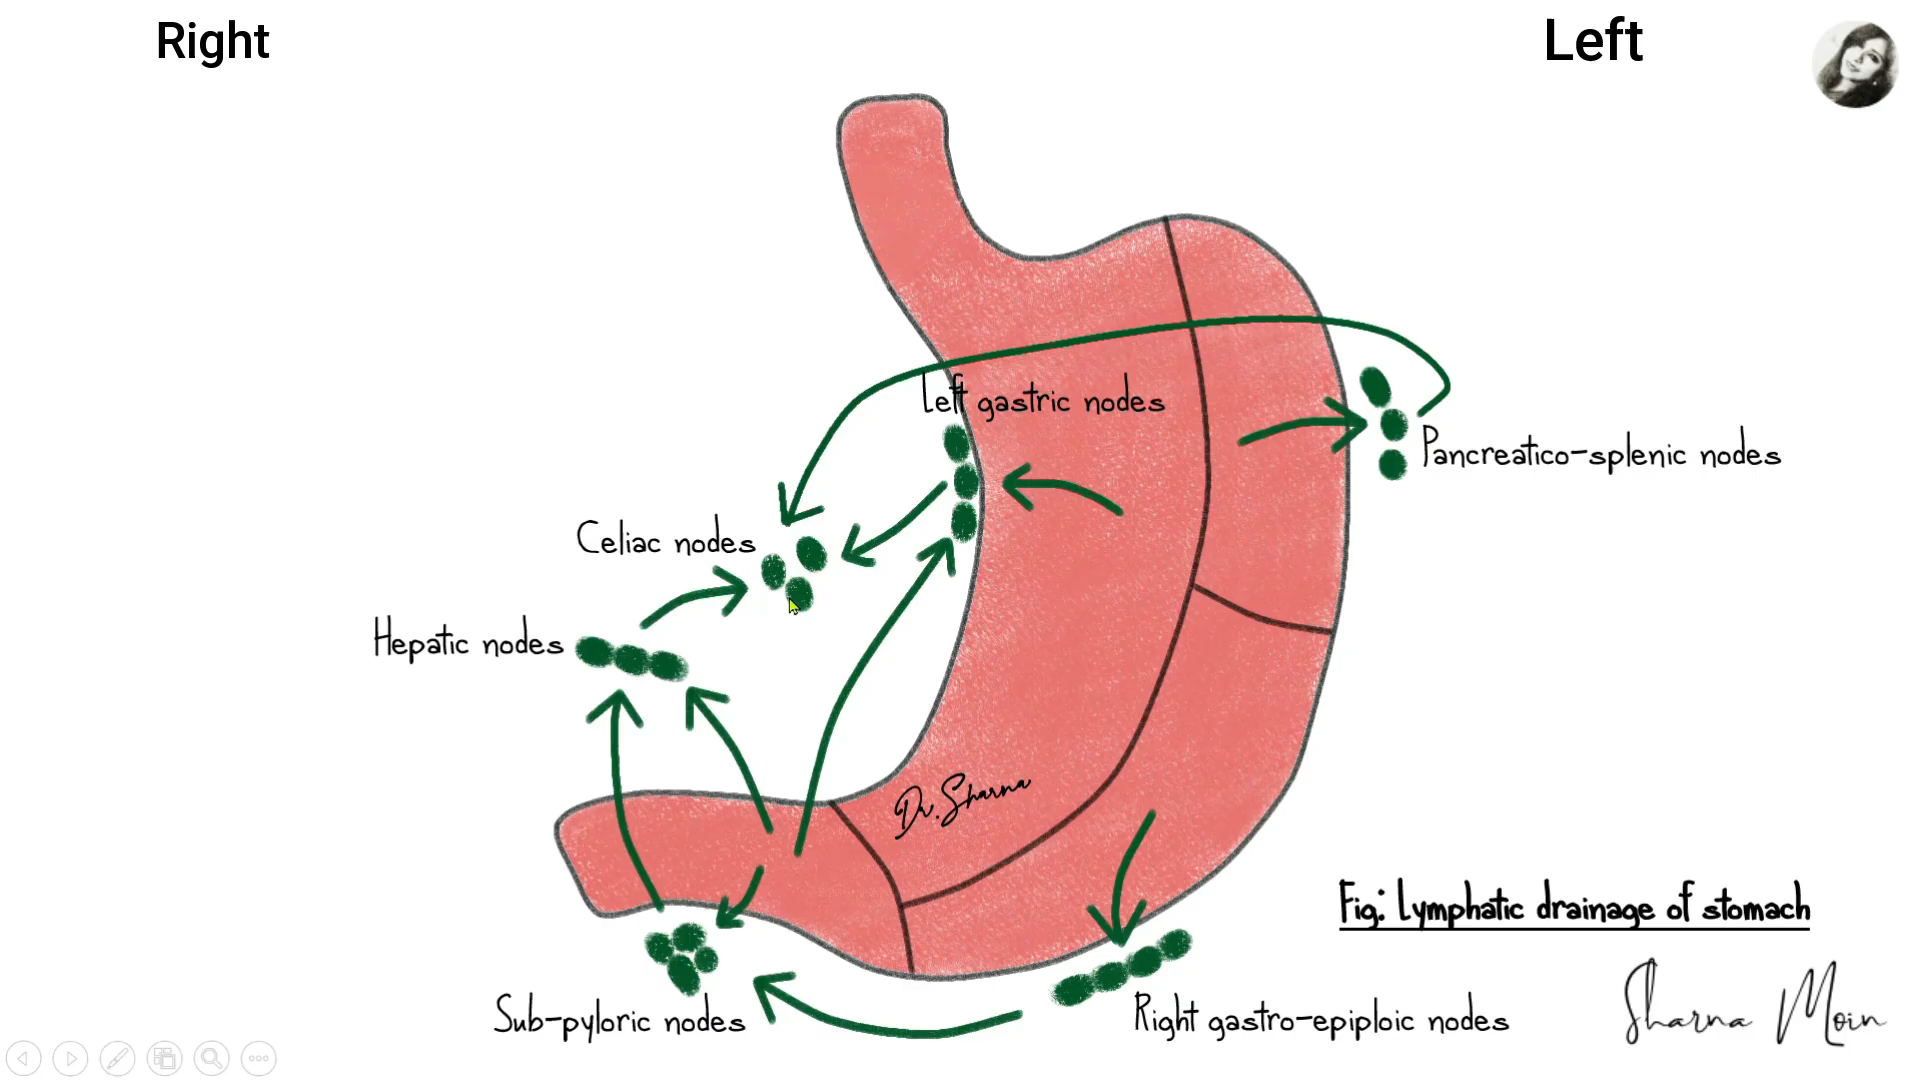 Right
Left
Left gastric nodes
Pancreatico-splenic nodes
Celiac nodes
Hepatic nodes
Dr. Sharna
Fig: Lymphatic drainage of stomach
Sub-pyloric nodes
Right gastro-epiploic nodes
Sharna Moin